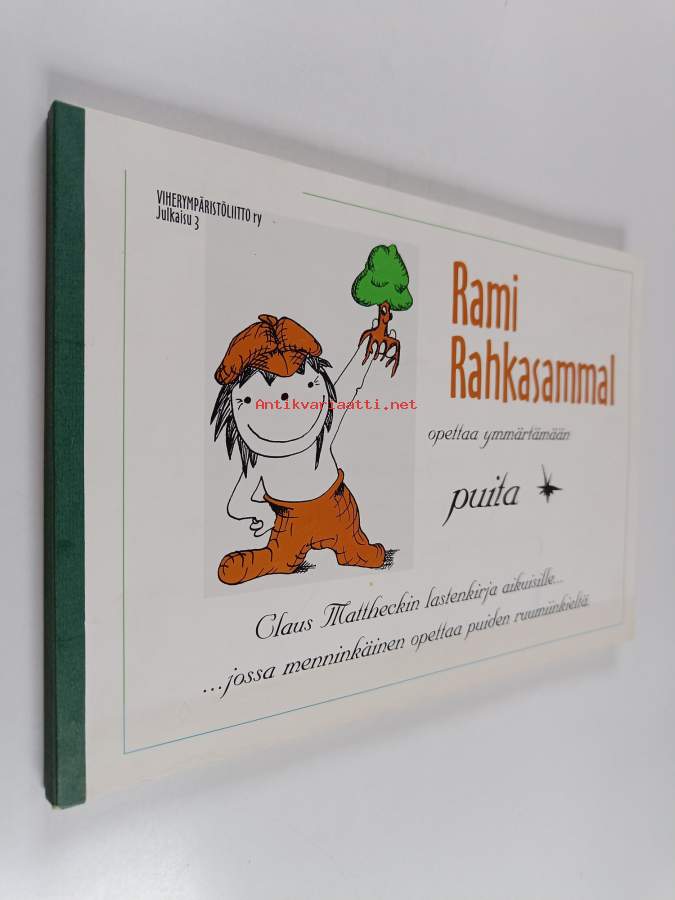 VIHERYMPÄRISTÖLIITTO ry
Julkaisu 3
Rami
Rahkasammal
opettaa ymmärtämään
puita
Claus Mattheckin lastenkirja aikuisille...
...jossa menninkäinen opettaa puiden ruumiinkieltä.
Antikvariaatti.net